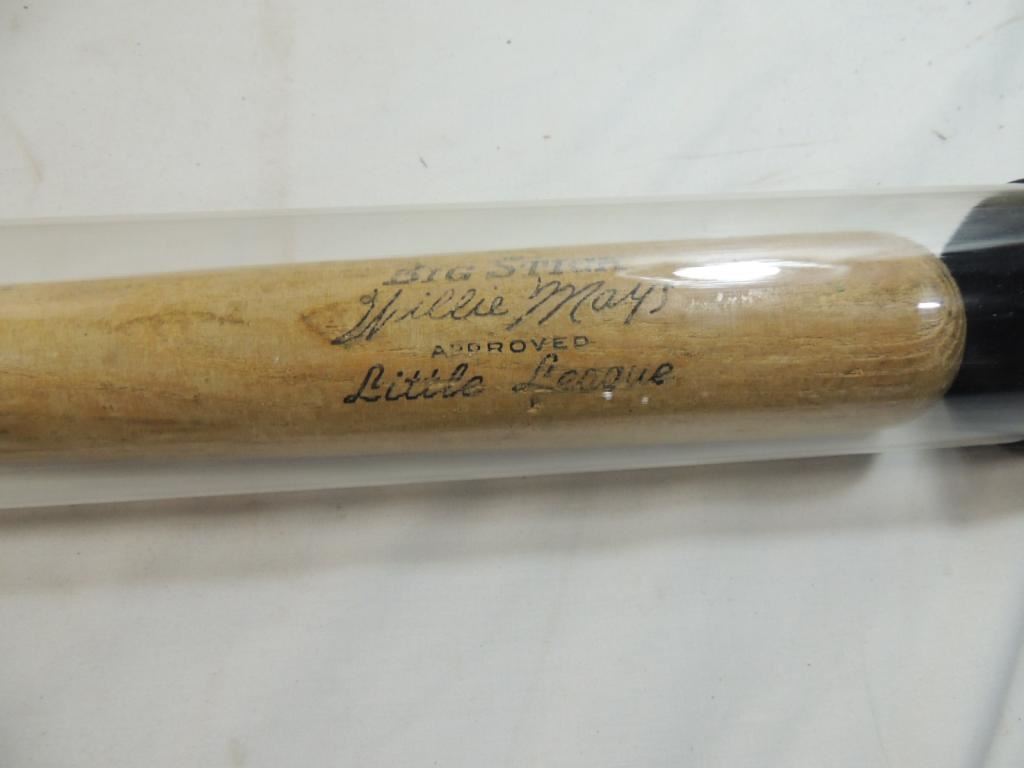 BIG STICK
Willie Mays
APPROVED
Little League